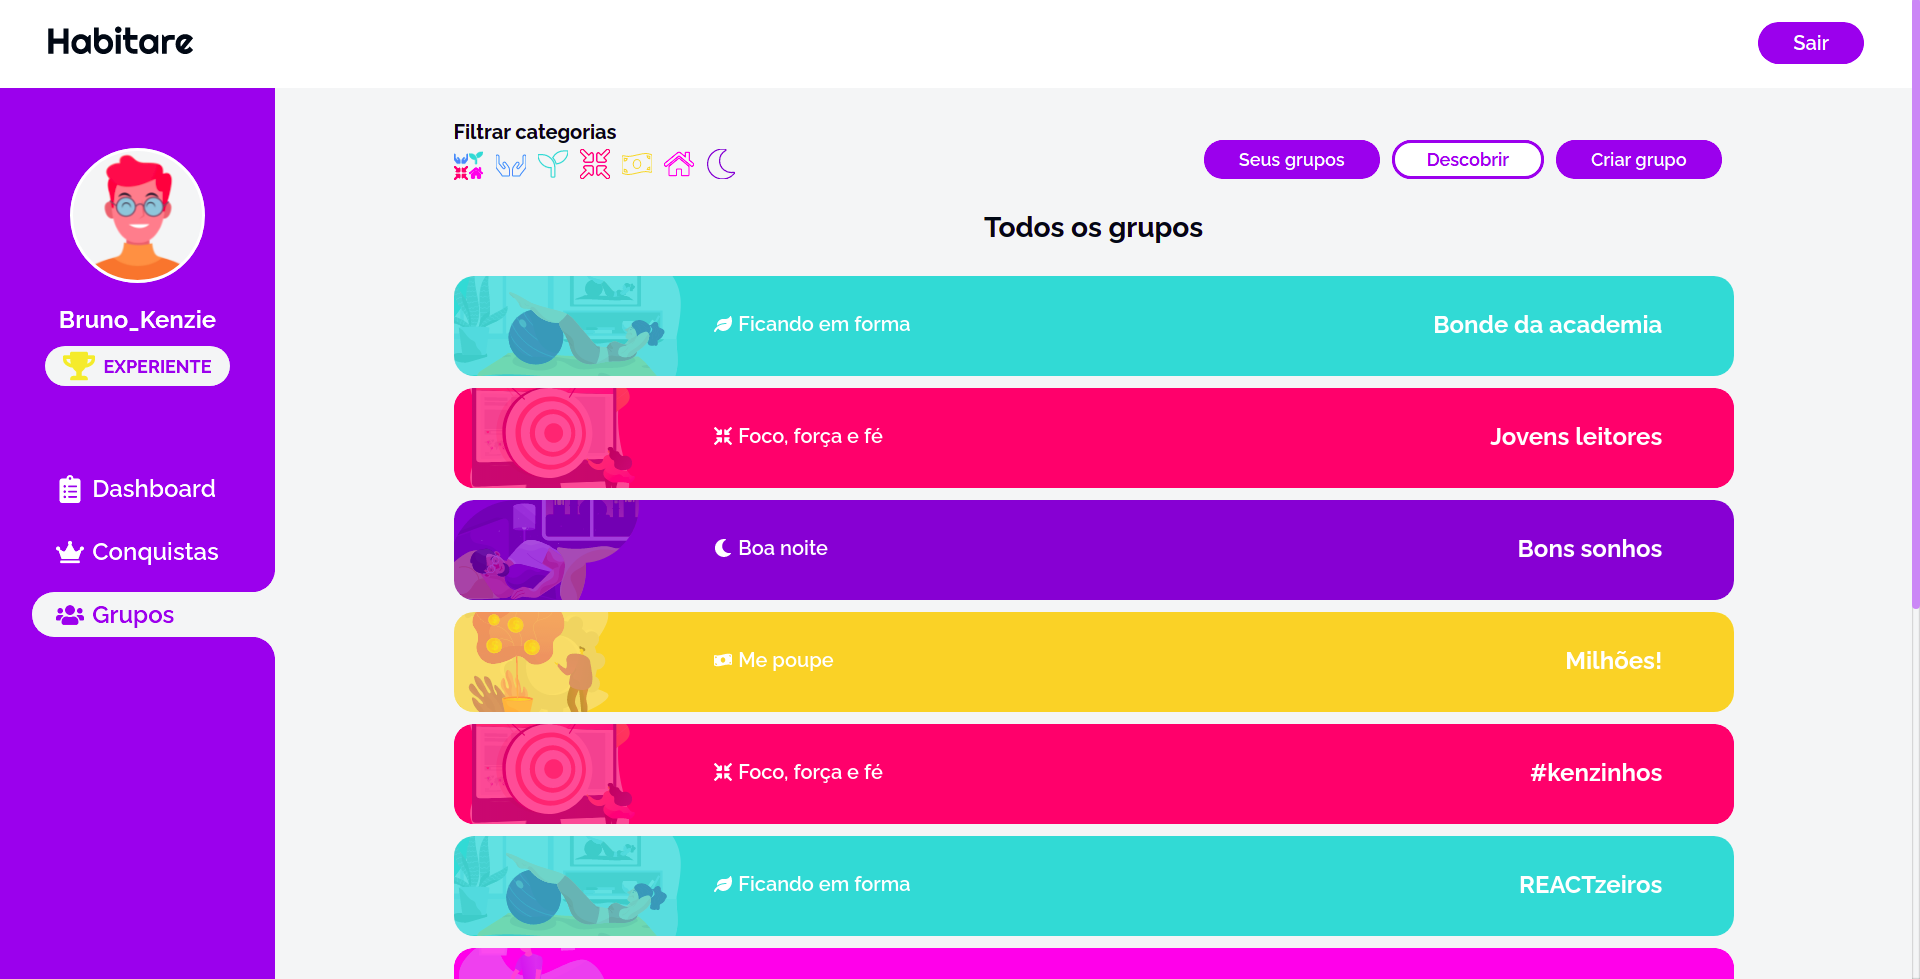 Habitare
Sair
Bruno_Kenzie
EXPERIENTE
Dashboard
Conquistas
Grupos
Filtrar categorias
Seus grupos
Descobrir
Criar grupo
Todos os grupos
Ficando em forma
Bonde da academia
Foco, força e fé
Jovens leitores
Boa noite
Bons sonhos
Me poupe
Milhões!
Foco, força e fé
#kenzinhos
Ficando em forma
REACTzeiros